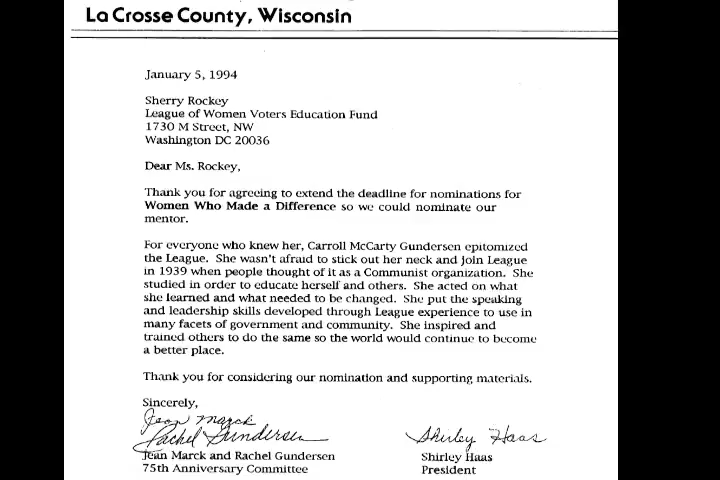 La Crosse County, Wisconsin
January 5, 1994
Sherry Rockey
League of Women Voters Education Fund
1730 M Street, NW
Washington DC 20036
Dear Ms. Rockey,
Thank you for agreeing to extend the deadline for nominations for
Women Who Made a Difference so we could nominate our
mentor.
For everyone who knew her, Carroll McCarty Gundersen epitomized
the League. She wasn't afraid to stick out her neck and join League
in 1939 when people thought of it as a Communist organization. She
studied in order to educate herself and others. She acted on what
she learned and what needed to be changed. She put the speaking
and leadership skills developed through League experience to use in
many facets of government and community. She inspired and
trained others to do the same so the world would continue to become
a better place.
Thank you for considering our nomination and supporting materials.
Sincerely,
Jean Marck
Rachel Gundersen
Shirley Haas
Jean Marck and Rachel Gundersen
Shirley Haas
75th Anniversary Committee
President